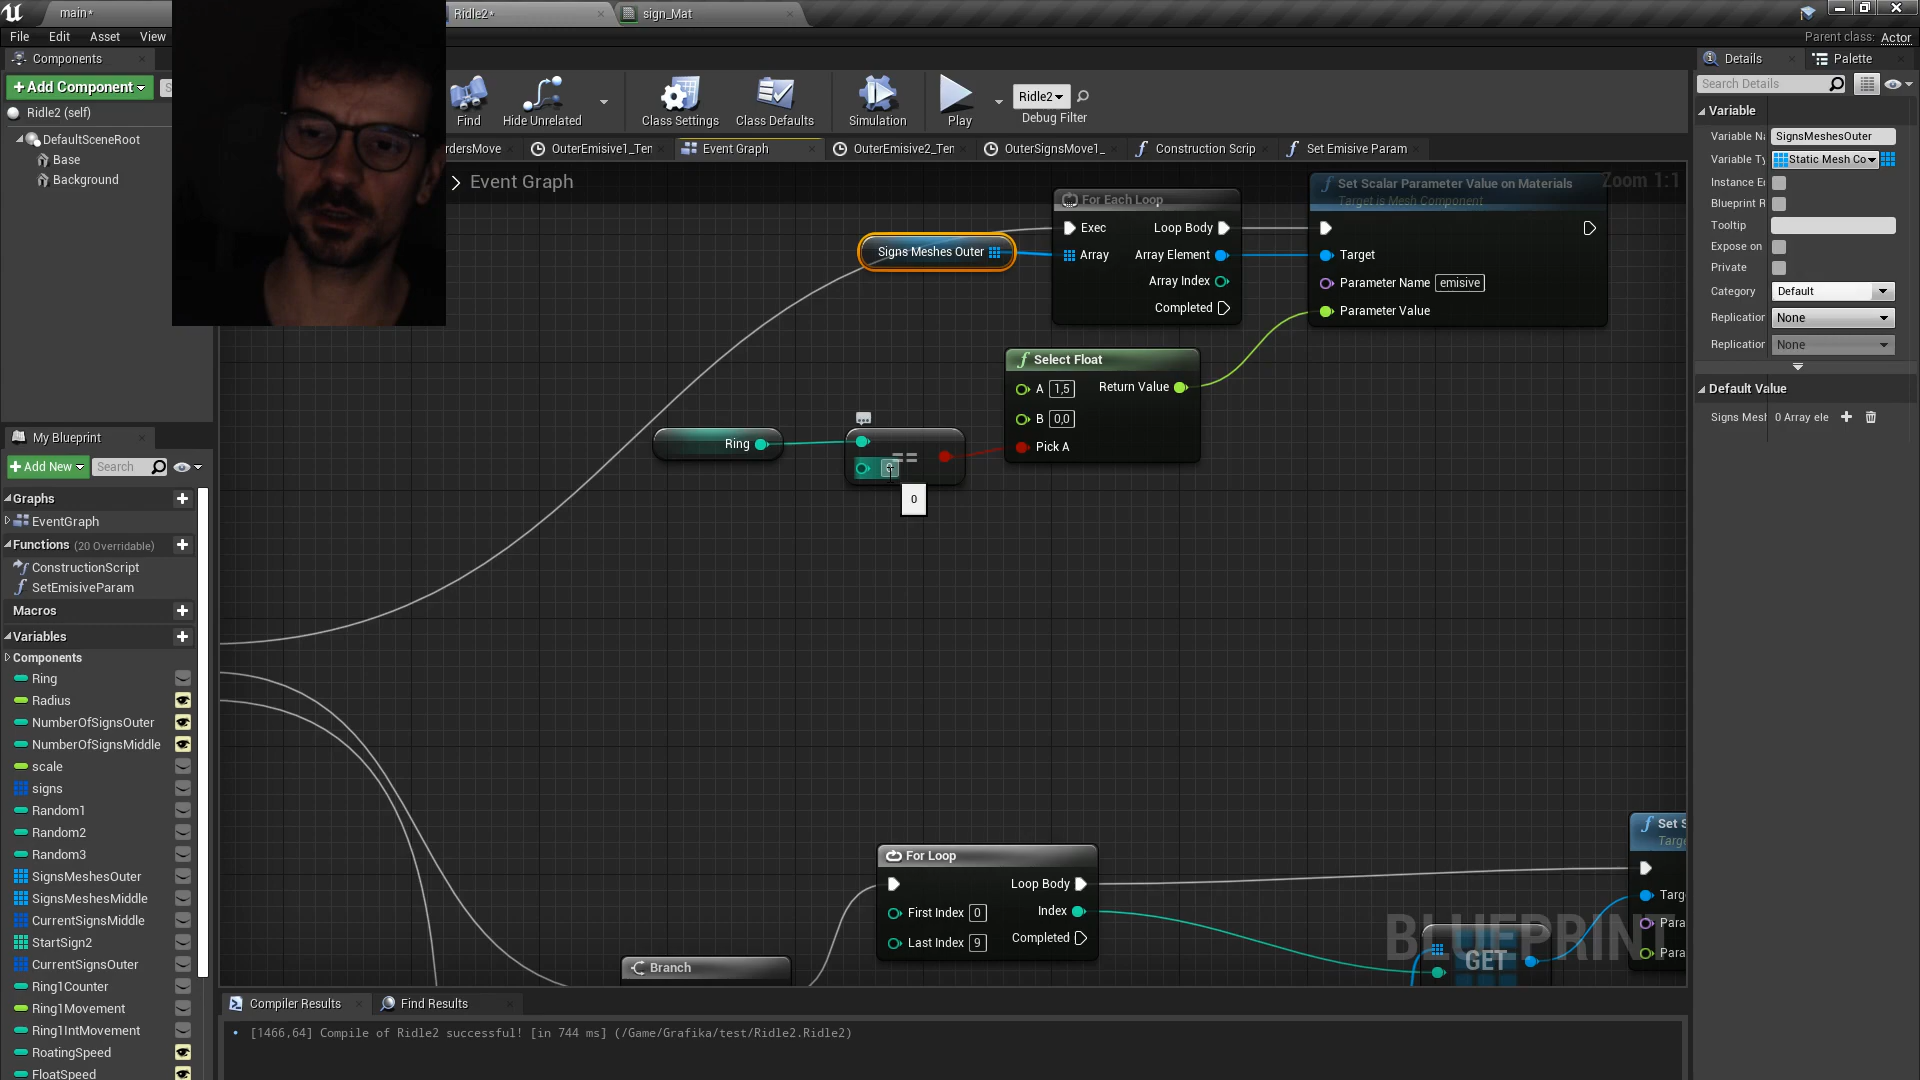 main*
Ridle2*
sign_Mat
File
Edit
Asset
View
Parent class: Actor
Components
Details
Palette
+Add Component
S
Search Details
Find
Hide Unrelated
Class Settings
Class Defaults
Simulation
Play
Ridle2
Debug Filter
Ridle2 (self)
DefaultSceneRoot
Base
Background
Variable
Variable N
SignsMeshesOuter
Variable Ty
Static Mesh Co
Instance E
Blueprint R
Tooltip
Expose on
Private
Category
Default
Replication
None
Replication
None
Default Value
Signs Mesh
0 Array ele
rdersMove
OuterEmisive1_Ter
Event Graph
OuterEmisive2_Ter
OuterSignsMove1_
Construction Scrip
Set Emisive Param
Event Graph
Zoom 1:1
For Each Loop
Exec
Loop Body
Array
Array Element
Array Index
Completed
Signs Meshes Outer
Set Scalar Parameter Value on Materials
Target is Mesh Component
Target
Parameter Name emisive
Parameter Value
Select Float
A 1,5
Return Value
B 0,0
Pick A
Ring
==
0
My Blueprint
+Add New
Search
Graphs
EventGraph
Functions (20 Overridable)
ConstructionScript
SetEmisiveParam
Macros
Variables
Components
Ring
Radius
NumberOfSignsOuter
NumberOfSignsMiddle
scale
signs
Random1
Random2
Random3
SignsMeshesOuter
SignsMeshesMiddle
CurrentSignsMiddle
StartSign2
CurrentSignsOuter
Ring1Counter
Ring1Movement
Ring1IntMovement
RoatingSpeed
FloatSpeed
For Loop
Loop Body
First Index 0
Index
Last Index 9
Completed
Branch
Set S
Targe
Targ
Para
Para
GET
BLUEPRINT
Compiler Results
Find Results
[1466,64] Compile of Ridle2 successful! [in 744 ms] (/Game/Grafika/test/Ridle2.Ridle2)